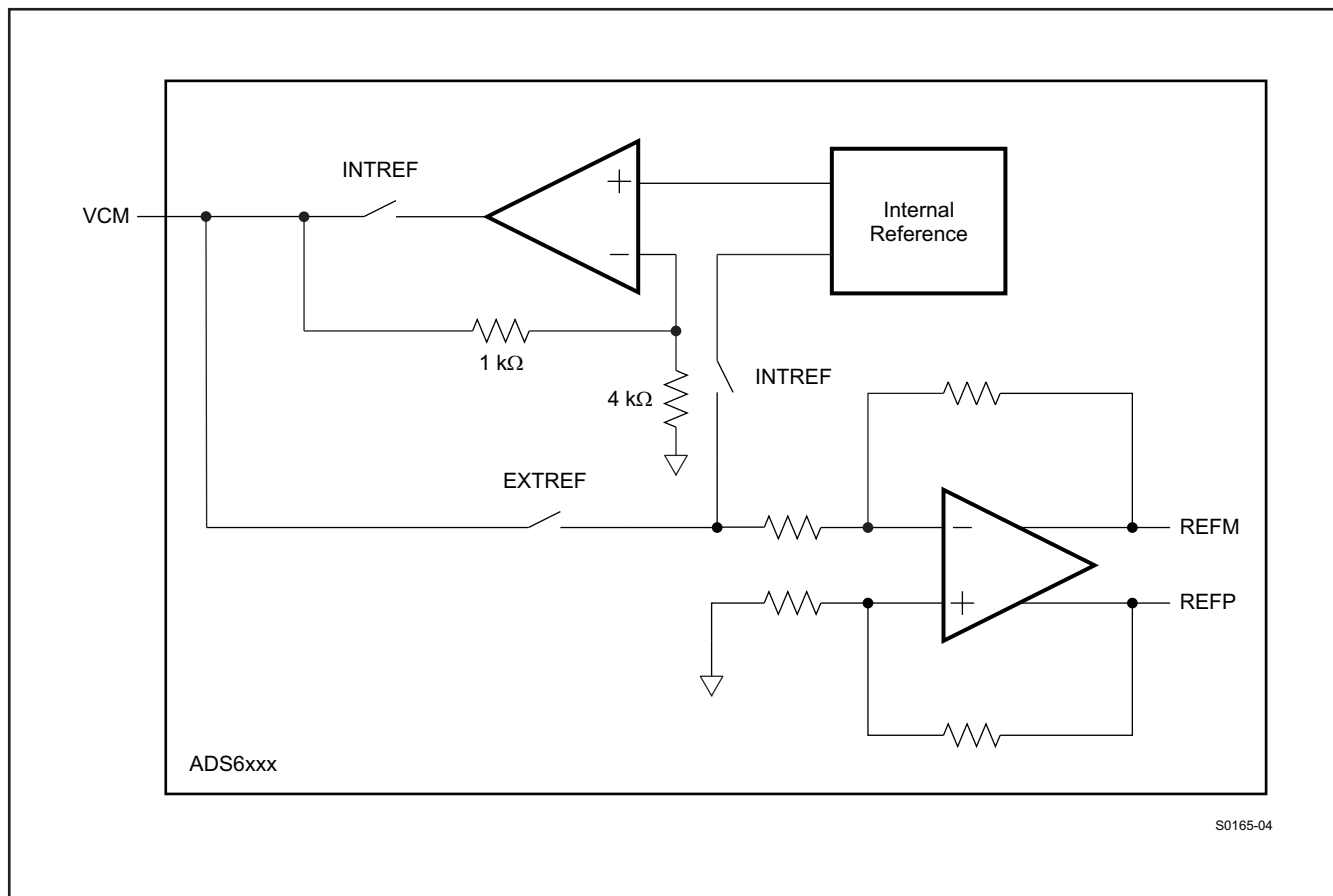 INTREF
VCM
+
−
Internal
Reference
1 kΩ
4 kΩ
INTREF
EXTREF
−
REFM
+
REFP
ADS6xxx
S0165-04